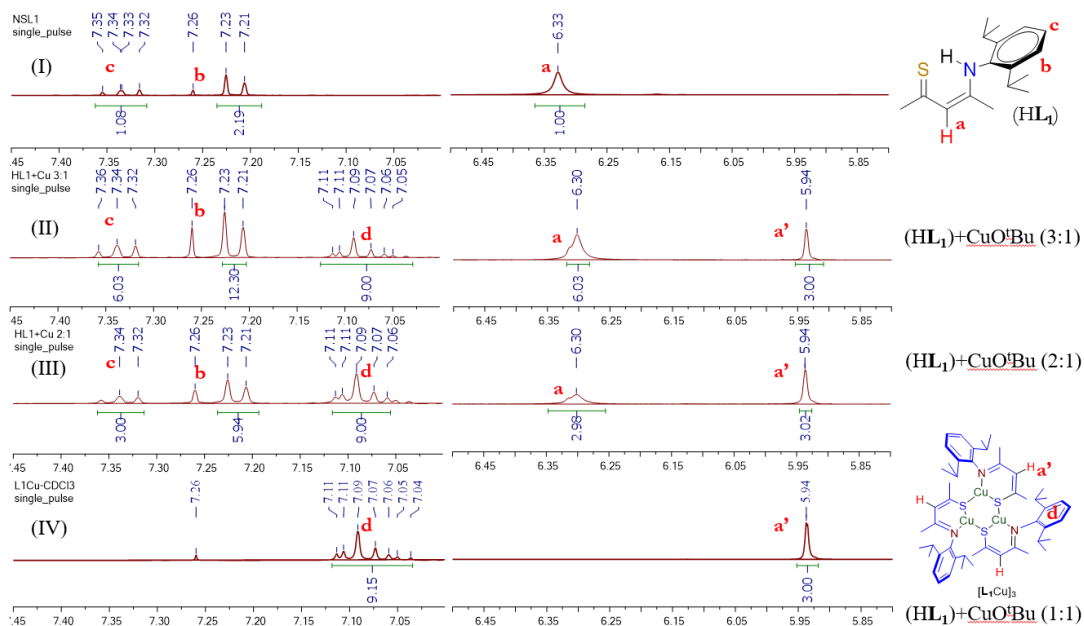 NSL1
single_pulse
(I)
7.35
7.34
7.33
7.32
7.26
7.23
7.21
6.33
c
b
a
1.08
2.19
1.00
.45 7.35 7.30 7.25 7.20 7.15 7.10 7.05
6.45 6.35 6.25 6.15 6.05 5.95 5.85
S
H
N
c
b
H
a
(HL₁)
HL1+Cu 3:1
single_pulse
(II)
7.36
7.34
7.32
7.26
7.23
7.21
7.11
7.11
7.09
7.07
7.06
7.05
6.30
5.94
c
b
d
a
a'
6.03
12.30
9.00
6.03
3.00
(HL₁)+CuOᵗBu (3:1)
.45 7.35 7.30 7.25 7.20 7.15 7.10 7.05
6.45 6.35 6.25 6.15 6.05 5.95 5.85
HL1+Cu 2:1
single_pulse
(III)
7.34
7.32
7.26
7.23
7.21
7.11
7.11
7.09
7.07
7.06
6.30
5.94
c
b
d
a
a'
3.00
5.94
9.00
2.98
3.02
(HL₁)+CuOᵗBu (2:1)
.45 7.35 7.30 7.25 7.20 7.15 7.10 7.05
6.45 6.35 6.25 6.15 6.05 5.95 5.85
L1Cu-CDCl3
single_pulse
(IV)
7.26
7.11
7.11
7.09
7.07
7.06
7.05
7.04
5.94
d
a'
9.15
3.00
.45 7.35 7.30 7.25 7.20 7.15 7.10 7.05
6.45 6.35 6.25 6.15 6.05 5.95 5.85
H
a'
N
Cu
H
S
S
d
Cu
Cu
N
S
N
H
[L₁Cu]₃
(HL₁)+CuOᵗBu (1:1)